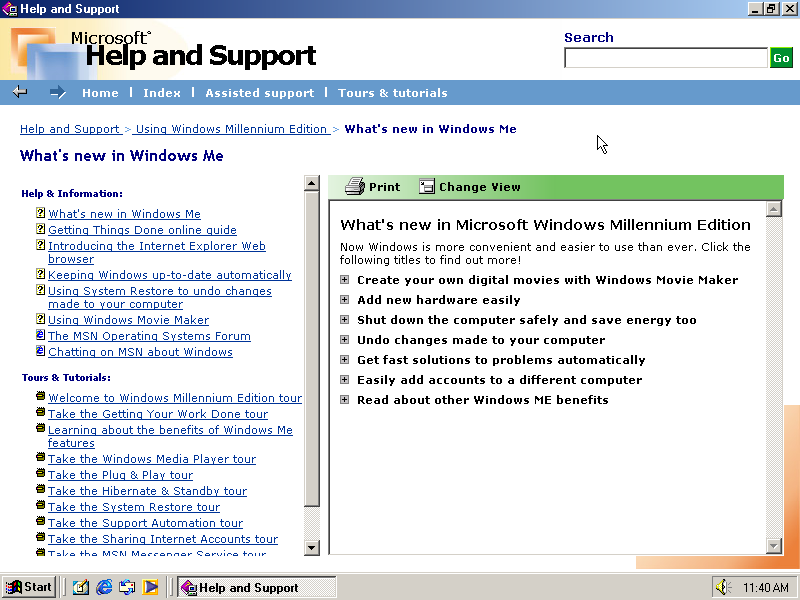 Help and Support
Microsoft®
Help and Support
Search
Go
Home | Index | Assisted support | Tours & tutorials
Help and Support > Using Windows Millennium Edition > What's new in Windows Me
What's new in Windows Me
Help & Information:
What's new in Windows Me
Getting Things Done online guide
Introducing the Internet Explorer Web
browser
Keeping Windows up-to-date automatically
Using System Restore to undo changes
made to your computer
Using Windows Movie Maker
The MSN Operating Systems Forum
Chatting on MSN about Windows
Tours & Tutorials:
Welcome to Windows Millennium Edition tour
Take the Getting Your Work Done tour
Learning about the benefits of Windows Me
features
Take the Windows Media Player tour
Take the Plug & Play tour
Take the Hibernate & Standby tour
Take the System Restore tour
Take the Support Automation tour
Take the Sharing Internet Accounts tour
Take the MSN Messenger Service tour
Print Change View
What's new in Microsoft Windows Millennium Edition
Now Windows is more convenient and easier to use than ever. Click the
following titles to find out more!
Create your own digital movies with Windows Movie Maker
Add new hardware easily
Shut down the computer safely and save energy too
Undo changes made to your computer
Get fast solutions to problems automatically
Easily add accounts to a different computer
Read about other Windows ME benefits
Start
Help and Support
11:40 AM